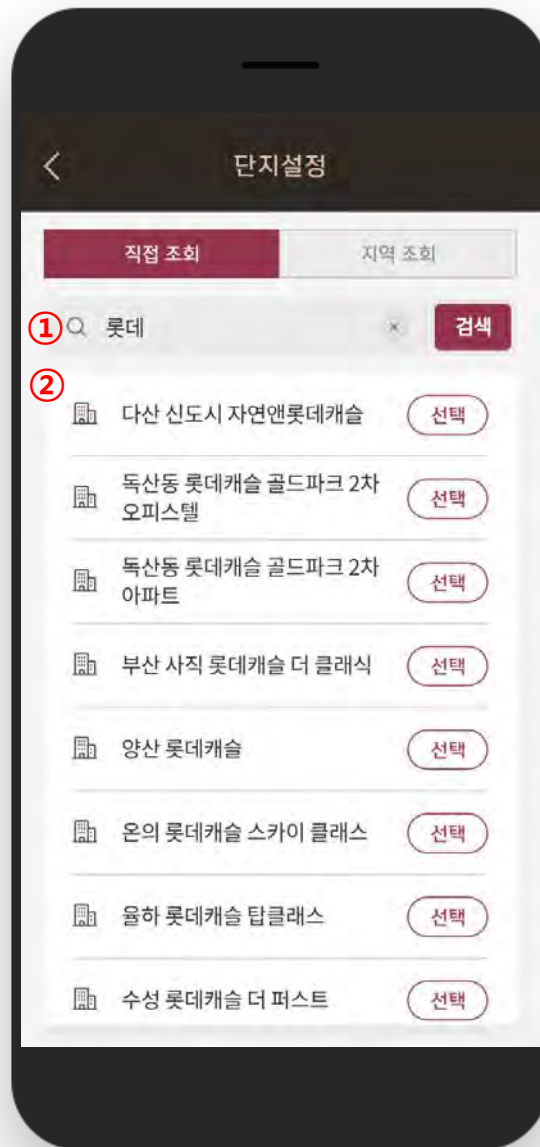 단지설정
직접 조회
지역 조회
① 롯데 × 검색
②
다산 신도시 자연앤롯데캐슬 선택
독산동 롯데캐슬 골드파크 2차
오피스텔
선택
독산동 롯데캐슬 골드파크 2차
아파트
선택
부산 사직 롯데캐슬 더 클래식 선택
양산 롯데캐슬 선택
온의 롯데캐슬 스카이 클래스 선택
율하 롯데캐슬 탑클래스 선택
수성 롯데캐슬 더 퍼스트 선택